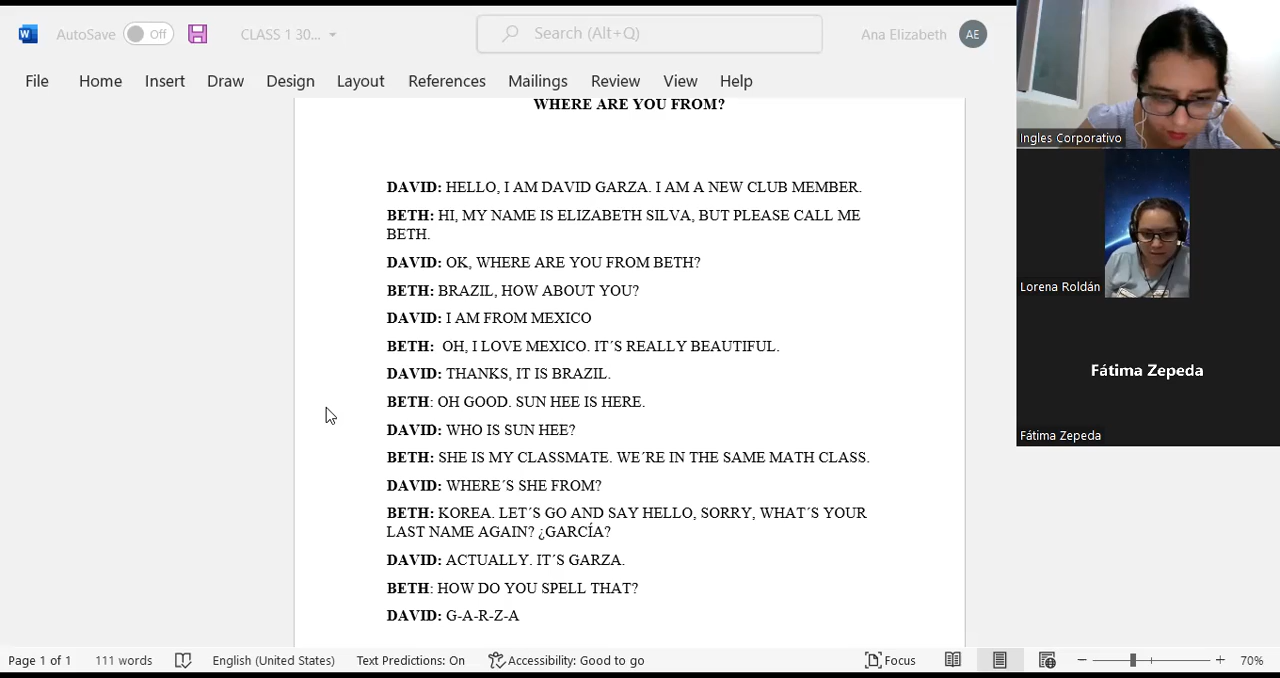 AutoSave Off CLASS 1 30... Search (Alt+Q) Ana Elizabeth AE
File Home Insert Draw Design Layout References Mailings Review View Help
WHERE ARE YOU FROM?
DAVID: HELLO, I AM DAVID GARZA. I AM A NEW CLUB MEMBER.
BETH: HI, MY NAME IS ELIZABETH SILVA, BUT PLEASE CALL ME
BETH.
DAVID: OK, WHERE ARE YOU FROM BETH?
BETH: BRAZIL, HOW ABOUT YOU?
DAVID: I AM FROM MEXICO
BETH: OH, I LOVE MEXICO. IT´S REALLY BEAUTIFUL.
DAVID: THANKS, IT IS BRAZIL.
BETH: OH GOOD. SUN HEE IS HERE.
DAVID: WHO IS SUN HEE?
BETH: SHE IS MY CLASSMATE. WE´RE IN THE SAME MATH CLASS.
DAVID: WHERE´S SHE FROM?
BETH: KOREA. LET´S GO AND SAY HELLO, SORRY, WHAT´S YOUR
LAST NAME AGAIN? ¿GARCÍA?
DAVID: ACTUALLY. IT´S GARZA.
BETH: HOW DO YOU SPELL THAT?
DAVID: G-A-R-Z-A
Page 1 of 1 111 words English (United States) Text Predictions: On Accessibility: Good to go Focus 70%
Ingles Corporativo
Lorena Roldán
Fátima Zepeda
Fátima Zepeda